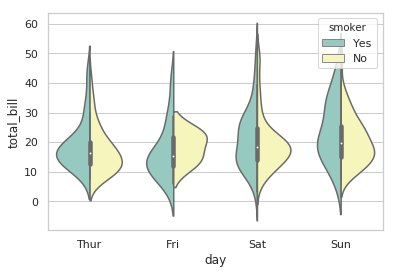 smoker
Yes
No
60
50
40
30
20
10
0
total_bill
Thur
Fri
Sat
Sun
day